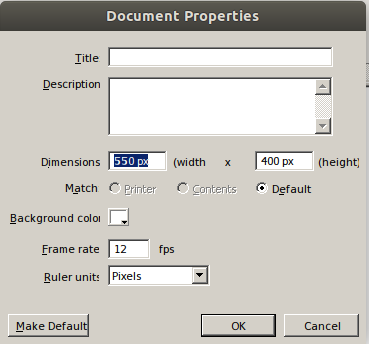 Document Properties
Title
Description
Dimensions 550 px (width x 400 px (height)
Match Printer Contents Default
Background color
Frame rate 12 fps
Ruler units Pixels
Make Default OK Cancel